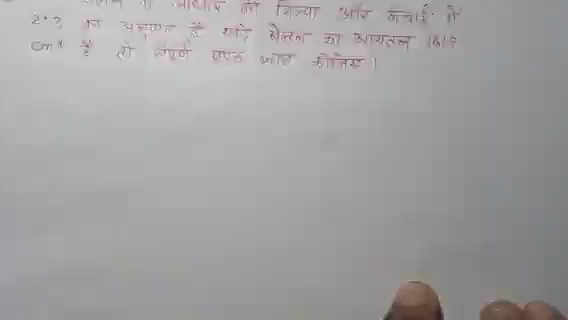 के आधार की त्रिज्या और ऊंचाई में
2:3 का अनुपात है यदि बेलन का आयतन 1617
cm³ है तो संपूर्ण पृष्ठ ज्ञात कीजिए।